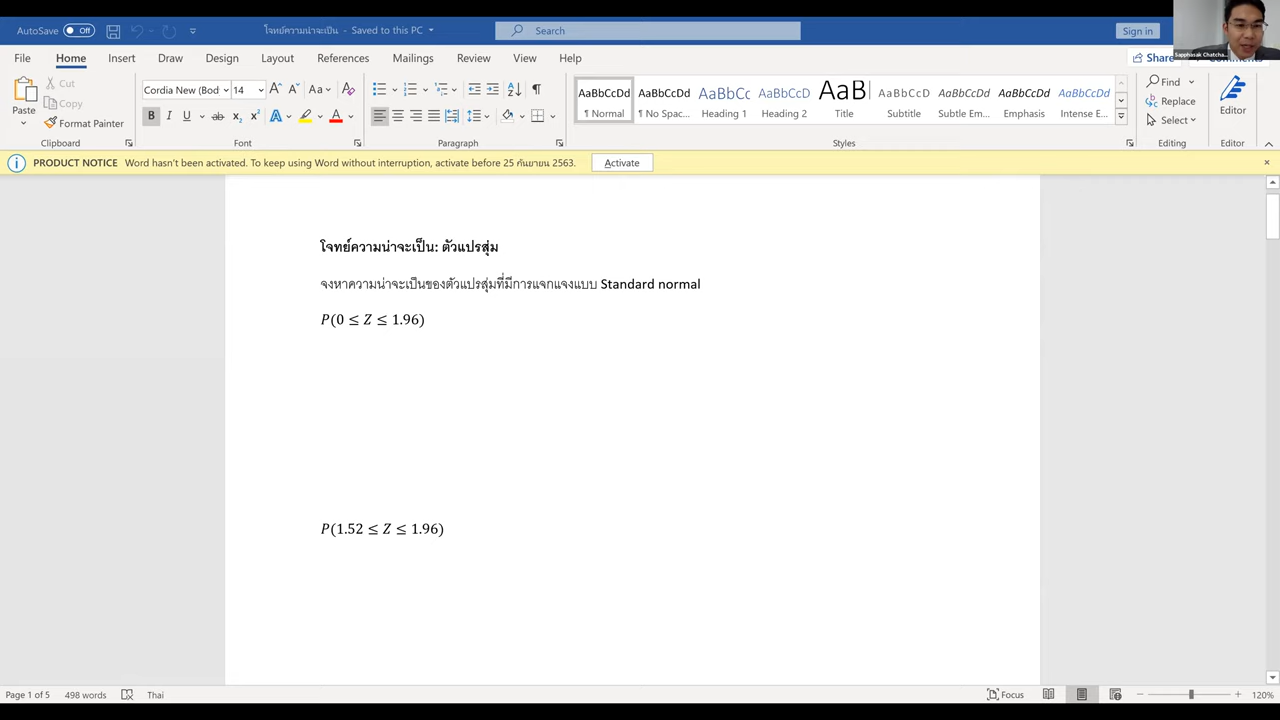 AutoSave Off โจทย์ความน่าจะเป็น - Saved to this PC Search Sign in
Sapphasak Chatcha...
File Home Insert Draw Design Layout References Mailings Review View Help Share Comments
Paste Cut Copy Format Painter
Cordia New (Bod 14
AaBbCcDd AaBbCcDd AaBbCc AaBbCcD AaB AaBbCcD AaBbCcDd AaBbCcDd AaBbCcDd
¶ Normal ¶ No Spac... Heading 1 Heading 2 Title Subtitle Subtle Em... Emphasis Intense E...
Find
Replace
Select
Editor
Clipboard Font Paragraph Styles Editing Editor
PRODUCT NOTICE Word hasn't been activated. To keep using Word without interruption, activate before 25 กันยายน 2563. Activate
โจทย์ความน่าจะเป็น: ตัวแปรสุ่ม
จงหาความน่าจะเป็นของตัวแปรสุ่มที่มีการแจกแจงแบบ Standard normal
P(0 ≤ Z ≤ 1.96)
P(1.52 ≤ Z ≤ 1.96)
Page 1 of 5 498 words Thai Focus 120%